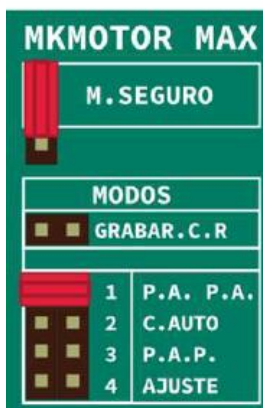 MKMOTOR MAX
M.SEGURO
MODOS
GRABAR.C.R
1 P.A. P.A.
2 C.AUTO
3 P.A.P.
4 AJUSTE